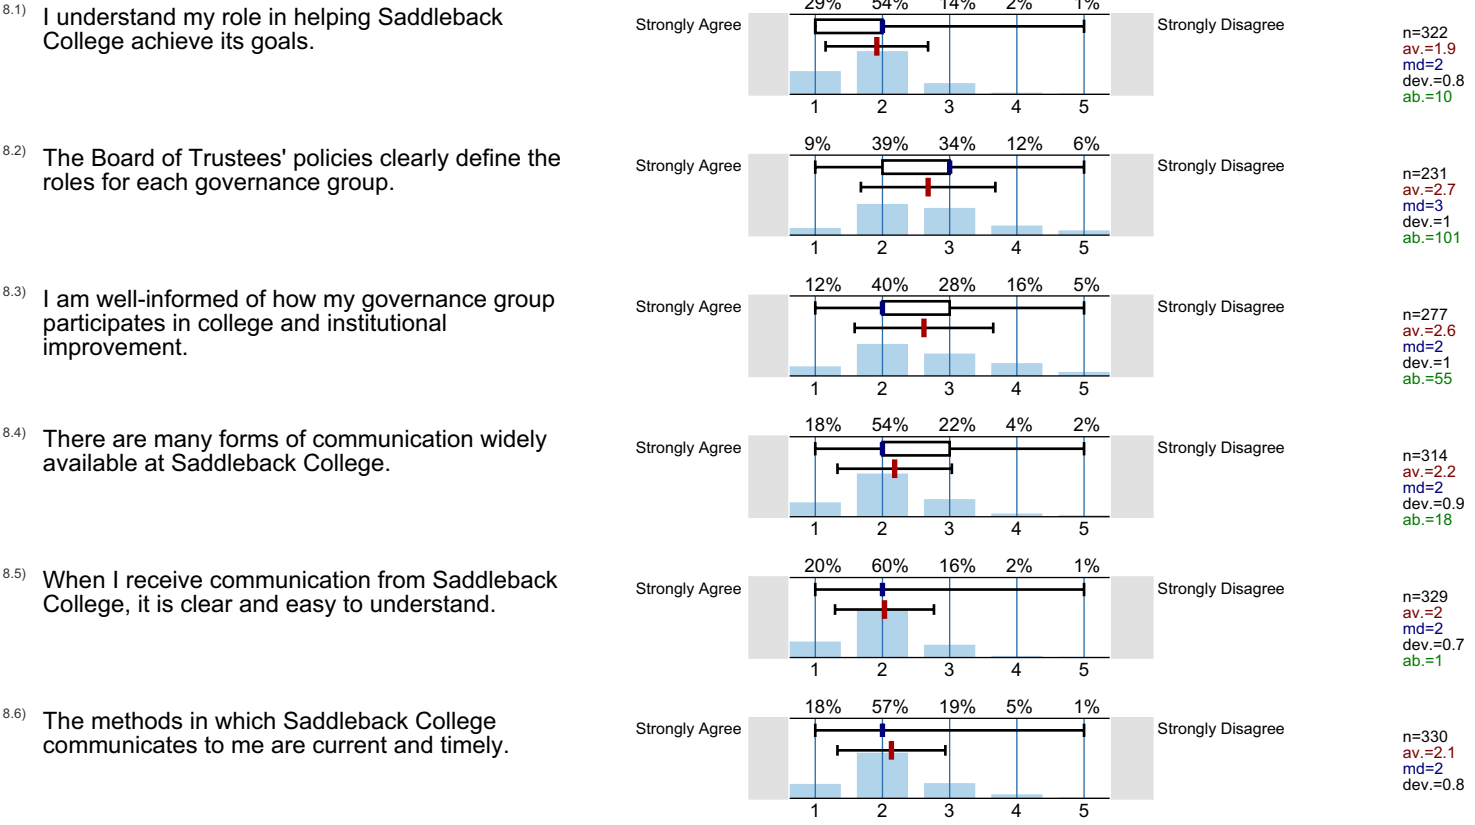 8.1) I understand my role in helping Saddleback
College achieve its goals.
29% 54% 14% 2% 1%
Strongly Agree Strongly Disagree
1 2 3 4 5
n=322
av.=1.9
md=2
dev.=0.8
ab.=10
8.2) The Board of Trustees' policies clearly define the
roles for each governance group.
9% 39% 34% 12% 6%
Strongly Agree Strongly Disagree
1 2 3 4 5
n=231
av.=2.7
md=3
dev.=1
ab.=101
8.3) I am well-informed of how my governance group
participates in college and institutional
improvement.
12% 40% 28% 16% 5%
Strongly Agree Strongly Disagree
1 2 3 4 5
n=277
av.=2.6
md=2
dev.=1
ab.=55
8.4) There are many forms of communication widely
available at Saddleback College.
18% 54% 22% 4% 2%
Strongly Agree Strongly Disagree
1 2 3 4 5
n=314
av.=2.2
md=2
dev.=0.9
ab.=18
8.5) When I receive communication from Saddleback
College, it is clear and easy to understand.
20% 60% 16% 2% 1%
Strongly Agree Strongly Disagree
1 2 3 4 5
n=329
av.=2
md=2
dev.=0.7
ab.=1
8.6) The methods in which Saddleback College
communicates to me are current and timely.
18% 57% 19% 5% 1%
Strongly Agree Strongly Disagree
1 2 3 4 5
n=330
av.=2.1
md=2
dev.=0.8